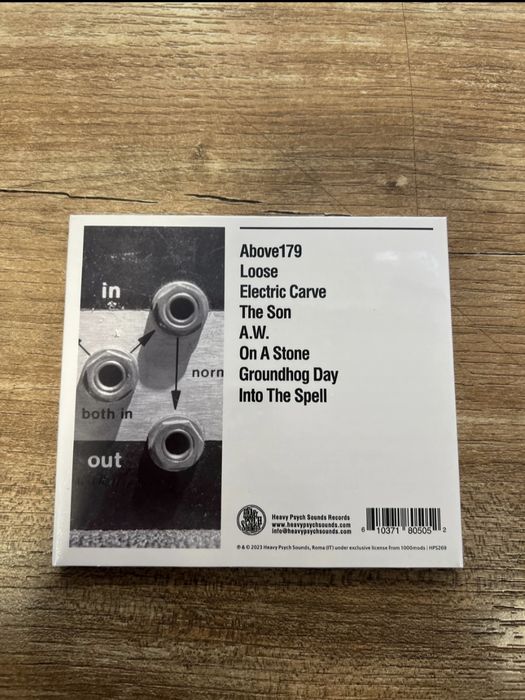 in
norn
both in
out
Above179
Loose
Electric Carve
The Son
A.W.
On A Stone
Groundhog Day
Into The Spell
Heavy Psych Sounds Records
www.heavypsychsounds.com
info@heavypsychsounds.com
6 10371 80505 2
℗ & © 2023 Heavy Psych Sounds, Roma (IT) under exclusive license from 1000mods | HPS269